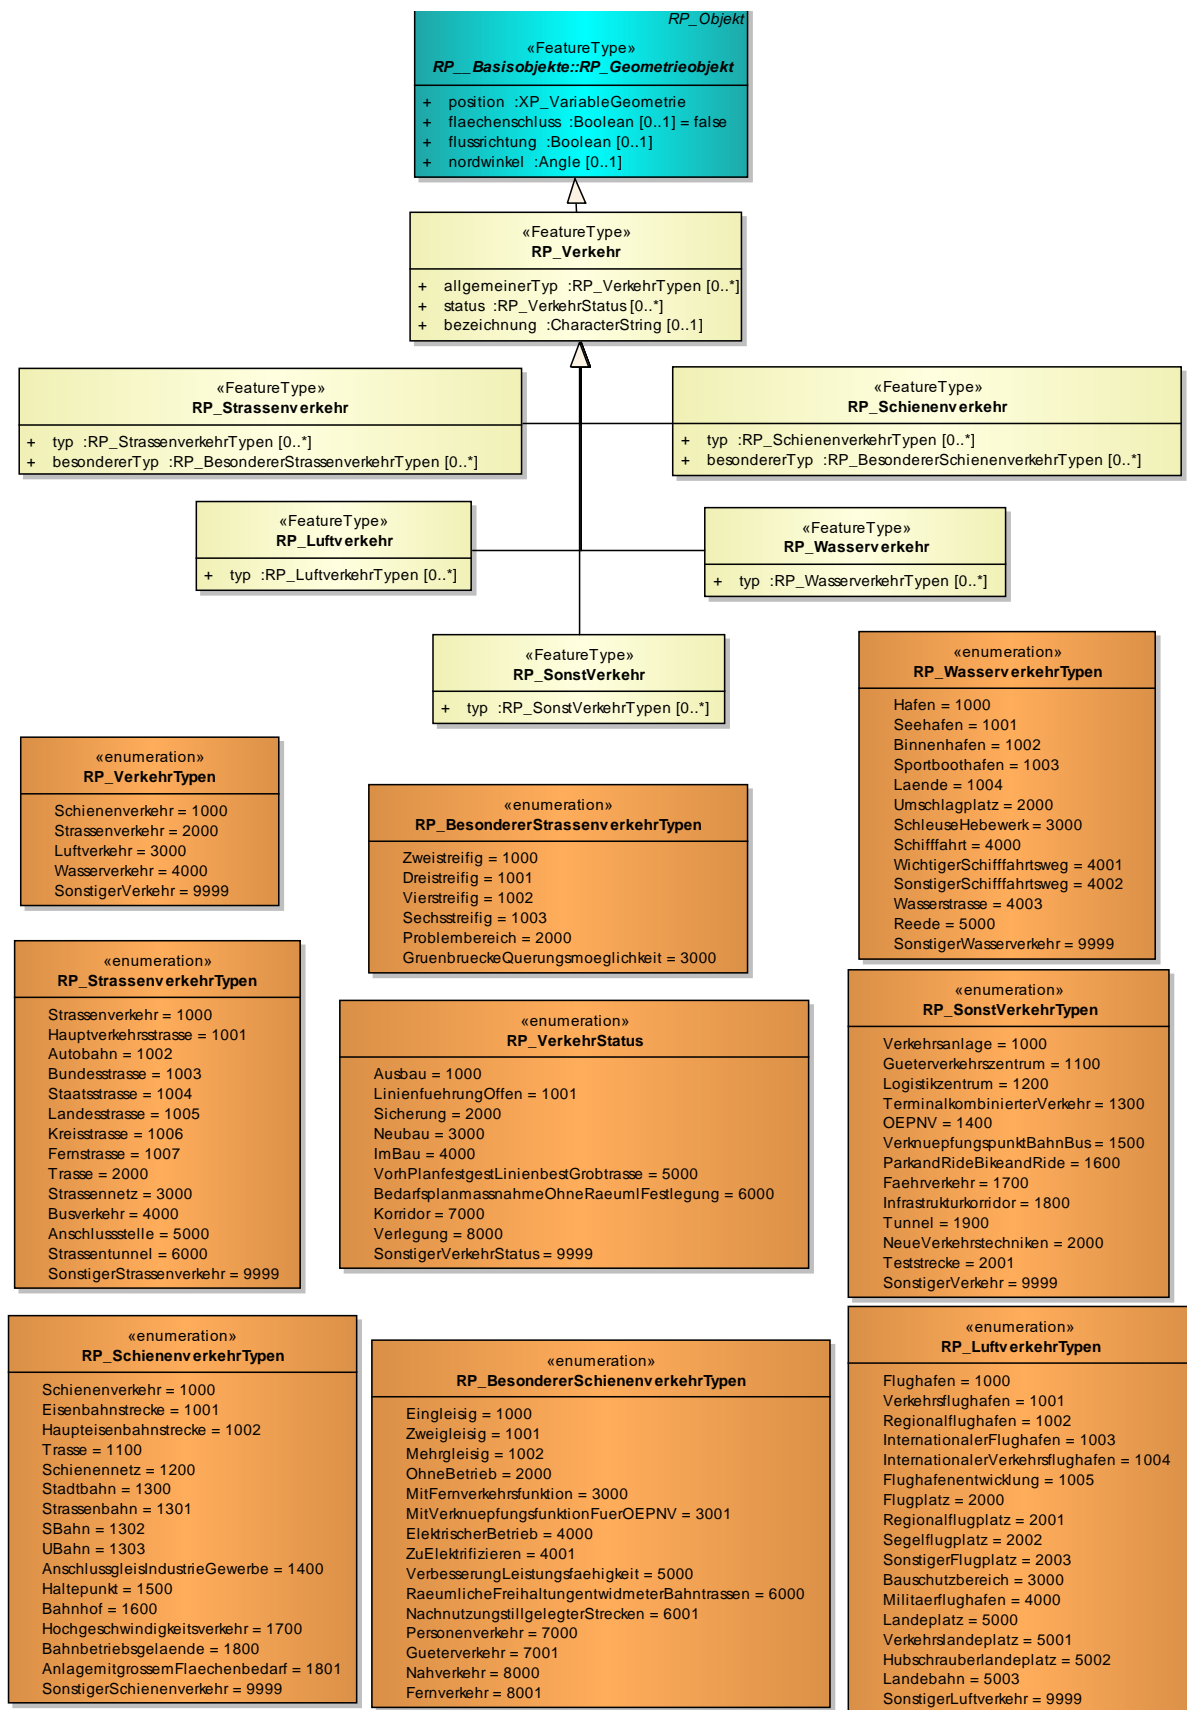 RP_Objekt
«FeatureType»
RP__Basisobjekte::RP_Geometrieobjekt
+ position :XP_VariableGeometrie
+ flaechenschluss :Boolean [0..1] = false
+ flussrichtung :Boolean [0..1]
+ nordwinkel :Angle [0..1]
«FeatureType»
RP_Verkehr
+ allgemeinerTyp :RP_VerkehrTypen [0..*]
+ status :RP_VerkehrStatus [0..*]
+ bezeichnung :CharacterString [0..1]
«FeatureType»
RP_Strassenverkehr
+ typ :RP_StrassenverkehrTypen [0..*]
+ besondererTyp :RP_BesondererStrassenverkehrTypen [0..*]
«FeatureType»
RP_Schienenverkehr
+ typ :RP_SchienenverkehrTypen [0..*]
+ besondererTyp :RP_BesondererSchienenverkehrTypen [0..*]
«FeatureType»
RP_Luftverkehr
+ typ :RP_LuftverkehrTypen [0..*]
«FeatureType»
RP_Wasserverkehr
+ typ :RP_WasserverkehrTypen [0..*]
«FeatureType»
RP_SonstVerkehr
+ typ :RP_SonstVerkehrTypen [0..*]
«enumeration»
RP_WasserverkehrTypen
Hafen = 1000
Seehafen = 1001
Binnenhafen = 1002
Sportboothafen = 1003
Laende = 1004
Umschlagplatz = 2000
SchleuseHebewerk = 3000
Schifffahrt = 4000
WichtigerSchifffahrtsweg = 4001
SonstigerSchifffahrtsweg = 4002
Wasserstrasse = 4003
Reede = 5000
SonstigerWasserverkehr = 9999
«enumeration»
RP_VerkehrTypen
Schienenverkehr = 1000
Strassenverkehr = 2000
Luftverkehr = 3000
Wasserverkehr = 4000
SonstigerVerkehr = 9999
«enumeration»
RP_BesondererStrassenverkehrTypen
Zweistreifig = 1000
Dreistreifig = 1001
Vierstreifig = 1002
Sechsstreifig = 1003
Problembereich = 2000
GruenbrueckeQuerungsmoeglichkeit = 3000
«enumeration»
RP_StrassenverkehrTypen
Strassenverkehr = 1000
Hauptverkehrsstrasse = 1001
Autobahn = 1002
Bundesstrasse = 1003
Staatsstrasse = 1004
Landesstrasse = 1005
Kreisstrasse = 1006
Fernstrasse = 1007
Trasse = 2000
Strassennetz = 3000
Busverkehr = 4000
Anschlussstelle = 5000
Strassentunnel = 6000
SonstigerStrassenverkehr = 9999
«enumeration»
RP_VerkehrStatus
Ausbau = 1000
LinienfuehrungOffen = 1001
Sicherung = 2000
Neubau = 3000
ImBau = 4000
VorhPlanfestgestLinienbestGrobtrasse = 5000
BedarfsplanmassnahmeOhneRaeumlFestlegung = 6000
Korridor = 7000
Verlegung = 8000
SonstigerVerkehrStatus = 9999
«enumeration»
RP_SonstVerkehrTypen
Verkehrsanlage = 1000
Gueterverkehrszentrum = 1100
Logistikzentrum = 1200
TerminalkombinierterVerkehr = 1300
OEPNV = 1400
VerknuepfungspunktBahnBus = 1500
ParkandRideBikeandRide = 1600
Faehrverkehr = 1700
Infrastrukturkorridor = 1800
Tunnel = 1900
NeueVerkehrstechniken = 2000
Teststrecke = 2001
SonstigerVerkehr = 9999
«enumeration»
RP_SchienenverkehrTypen
Schienenverkehr = 1000
Eisenbahnstrecke = 1001
Haupteisenbahnstrecke = 1002
Trasse = 1100
Schienennetz = 1200
Stadtbahn = 1300
Strassenbahn = 1301
SBahn = 1302
UBahn = 1303
AnschlussgleisIndustrieGewerbe = 1400
Haltepunkt = 1500
Bahnhof = 1600
Hochgeschwindigkeitsverkehr = 1700
Bahnbetriebsgelaende = 1800
AnlagemitgrossemFlaechenbedarf = 1801
SonstigerSchienenverkehr = 9999
«enumeration»
RP_BesondererSchienenverkehrTypen
Eingleisig = 1000
Zweigleisig = 1001
Mehrgleisig = 1002
OhneBetrieb = 2000
MitFernverkehrsfunktion = 3000
MitVerknuepfungsfunktionFuerOEPNV = 3001
ElektrischerBetrieb = 4000
ZuElektrifizieren = 4001
VerbesserungLeistungsfaehigkeit = 5000
RaeumlicheFreihaltungentwidmeterBahntrassen = 6000
NachnutzungstillgelegterStrecken = 6001
Personenverkehr = 7000
Gueterverkehr = 7001
Nahverkehr = 8000
Fernverkehr = 8001
«enumeration»
RP_LuftverkehrTypen
Flughafen = 1000
Verkehrsflughafen = 1001
Regionalflughafen = 1002
InternationalerFlughafen = 1003
InternationalerVerkehrsflughafen = 1004
Flughafenentwicklung = 1005
Flugplatz = 2000
Regionalflugplatz = 2001
Segelflugplatz = 2002
SonstigerFlugplatz = 2003
Bauschutzbereich = 3000
Militaerflughafen = 4000
Landeplatz = 5000
Verkehrslandeplatz = 5001
Hubschrauberlandeplatz = 5002
Landebahn = 5003
SonstigerLuftverkehr = 9999